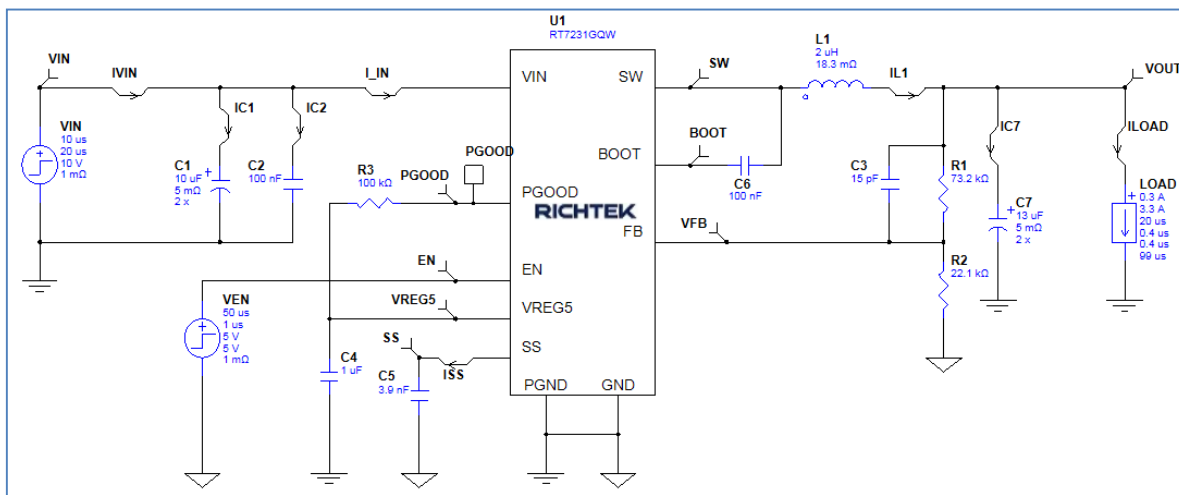 U1
RT7231GQW
VIN
IVIN
I_IN
VIN
SW
SW
L1
2 uH
18.3 mΩ
IL1
VOUT
IC1
IC2
VIN
10 us
20 us
10 V
1 mΩ
C1
10 uF
5 mΩ
2 x
C2
100 nF
R3
100 kΩ
PGOOD
PGOOD
PGOOD
RICHTEK
BOOT
BOOT
C6
100 nF
C3
15 pF
R1
73.2 kΩ
IC7
C7
13 uF
5 mΩ
2 x
ILOAD
LOAD
0.3 A
3.3 A
20 us
0.4 us
0.4 us
99 us
FB
VFB
R2
22.1 kΩ
EN
EN
VREG5
VREG5
VEN
50 us
1 us
5 V
5 V
1 mΩ
SS
SS
ISS
C4
1 uF
C5
3.9 nF
PGND
GND